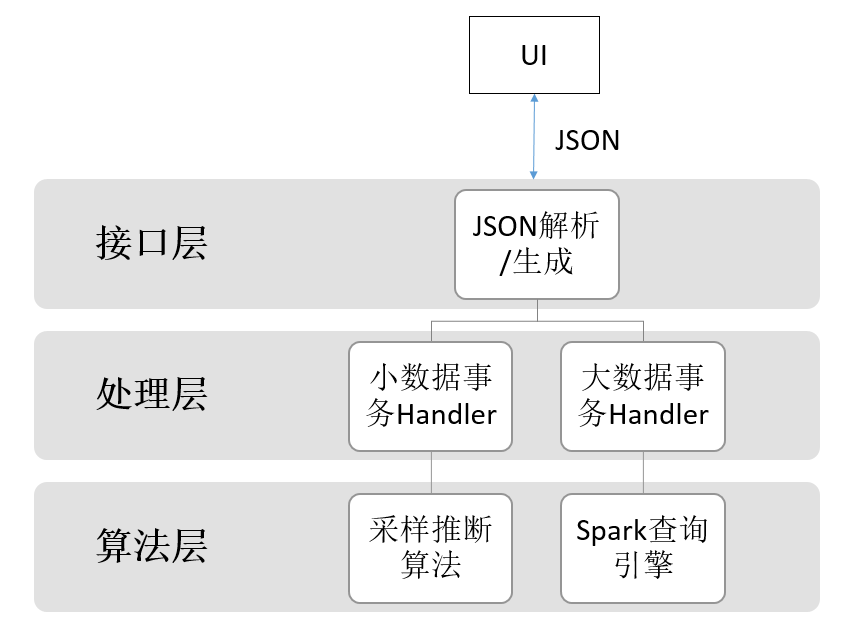 UI
JSON
接口层
JSON解析
/生成
处理层
小数据事
务Handler
大数据事
务Handler
算法层
采样推断
算法
Spark查询
引擎